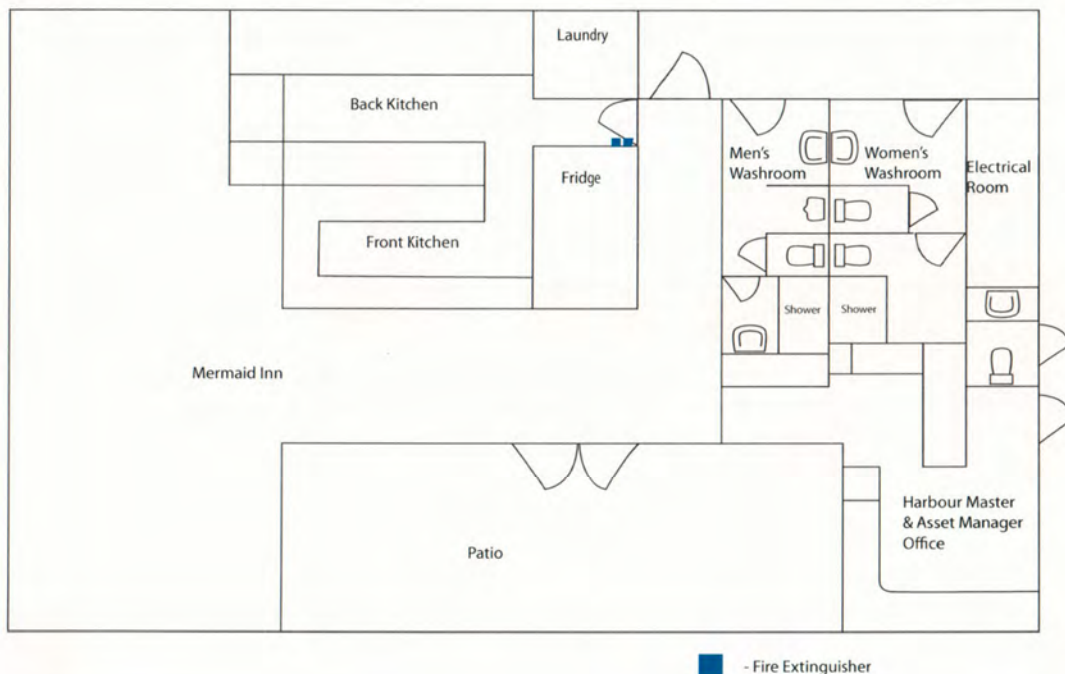 Laundry
Back Kitchen
Men's
Washroom
Women's
Washroom
Electrical
Room
Fridge
Front Kitchen
Shower
Shower
Mermaid Inn
Harbour Master
& Asset Manager
Office
Patio
- Fire Extinguisher